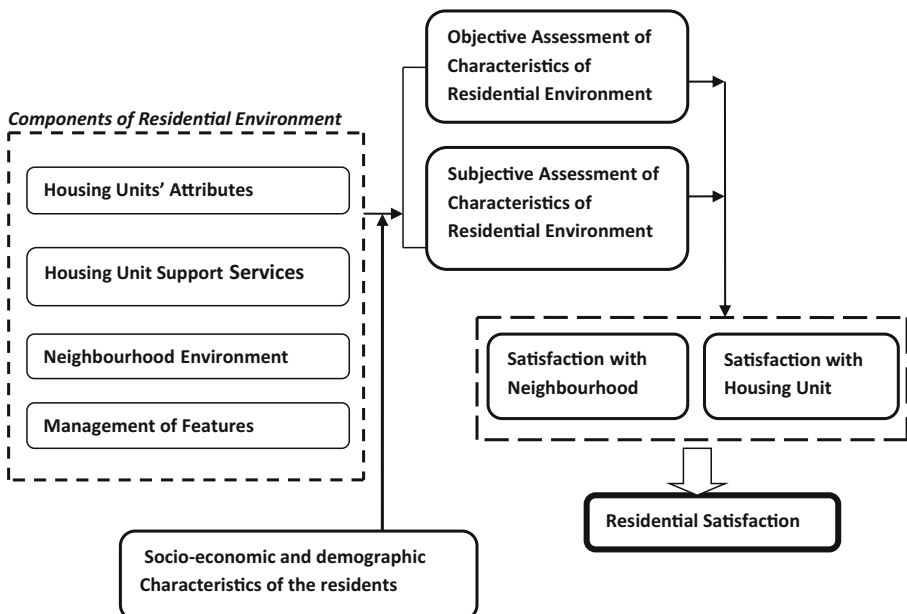 Objective Assessment of
Characteristics of
Residential Environment
Components of Residential Environment
Housing Units’ Attributes
Housing Unit Support Services
Neighbourhood Environment
Management of Features
Subjective Assessment of
Characteristics of
Residential Environment
Satisfaction with
Neighbourhood
Satisfaction with
Housing Unit
Residential Satisfaction
Socio-economic and demographic
Characteristics of the residents